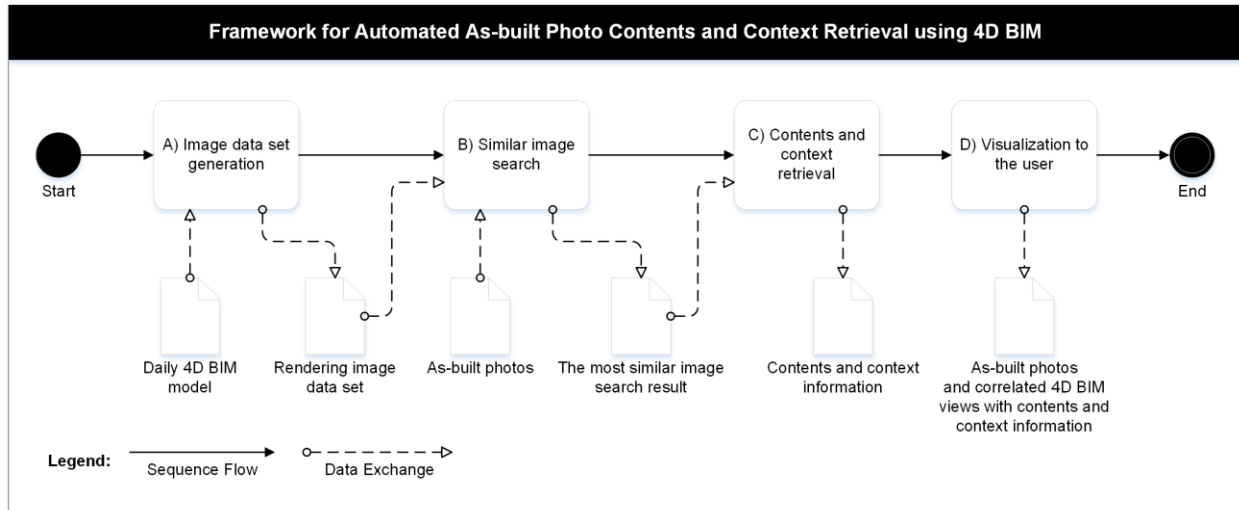 Framework for Automated As-built Photo Contents and Context Retrieval using 4D BIM
Start
A) Image data set
generation
B) Similar image
search
C) Contents and
context
retrieval
D) Visualization to
the user
End
Daily 4D BIM
model
Rendering image
data set
As-built photos
The most similar image
search result
Contents and context
information
As-built photos
and correlated 4D BIM
views with contents and
context information
Legend:
Sequence Flow
Data Exchange